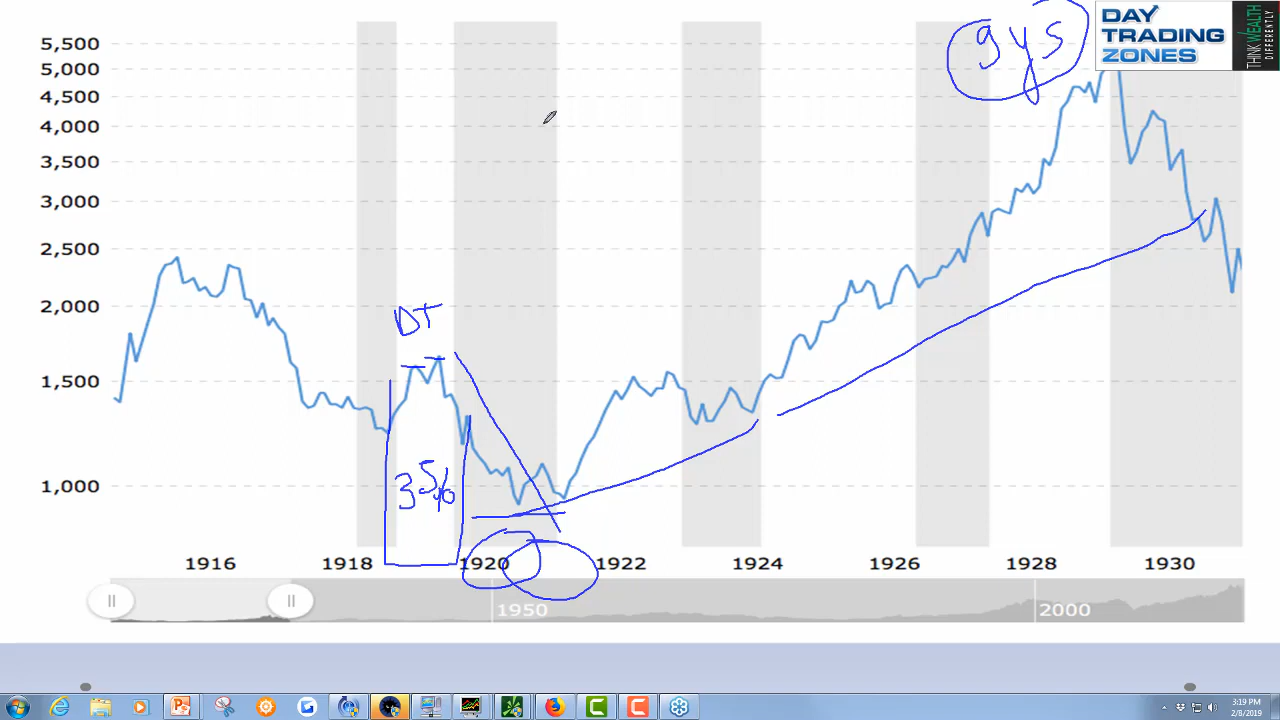 9 ys
DAY
TRADING
ZONES
THINK WEALTH
DIFFERENTLY
5,500
5,000
4,500
4,000
3,500
3,000
2,500
2,000
1,500
1,000
DT
35%
1916 1918 1920 1922 1924 1926 1928 1930
1950 2000
3:19 PM
2/8/2019